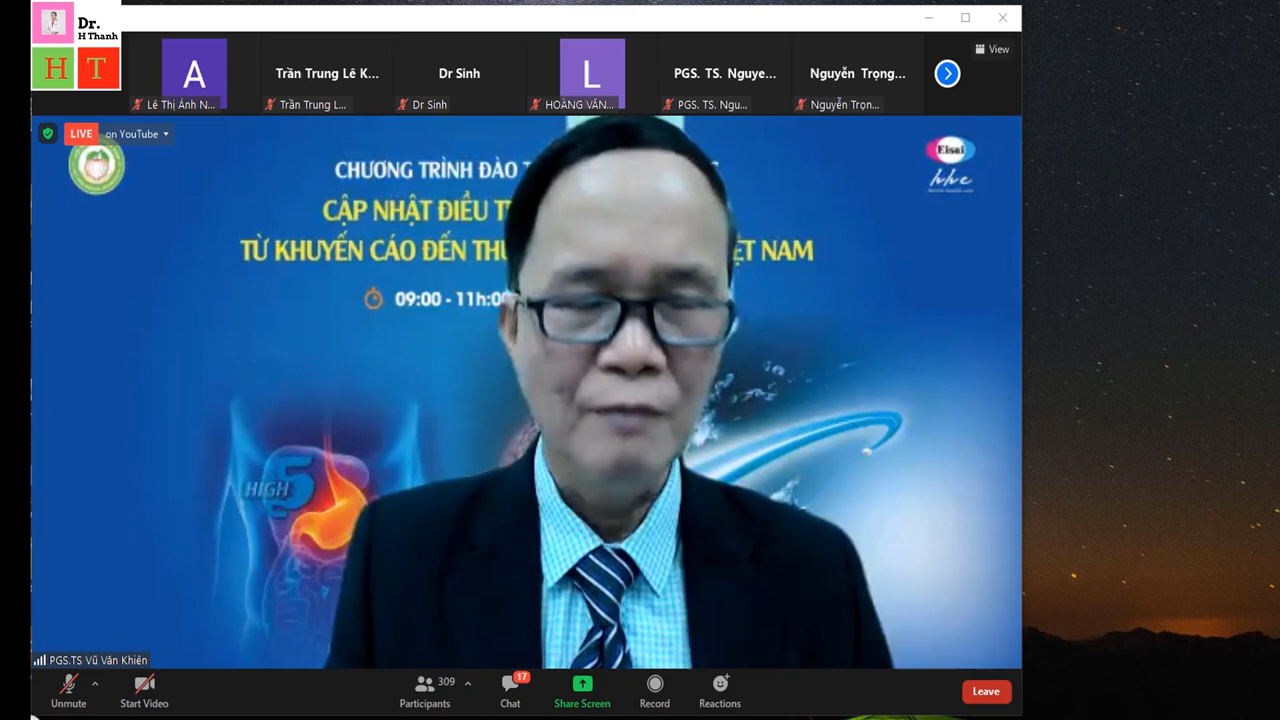 Dr.
H Thanh
H T
View
A
Trần Trung Lê K...
Dr Sinh
L
PGS. TS. Nguye...
Nguyễn Trọng...
Lê Thị Ánh N...
Trần Trung L...
Dr Sinh
HOÀNG VĂN...
PGS. TS. Ngu...
Nguyễn Trọn...
LIVE on YouTube
Eisai
hhc
CHƯƠNG TRÌNH ĐÀO
CẬP NHẬT ĐIỀU
TỪ KHUYẾN CÁO ĐẾN NAM
09:00 - 11h:00
HIGH 5
PGS.TS Vũ Văn Khiên
309
17
Unmute
Start Video
Participants
Chat
Share Screen
Record
Reactions
Leave